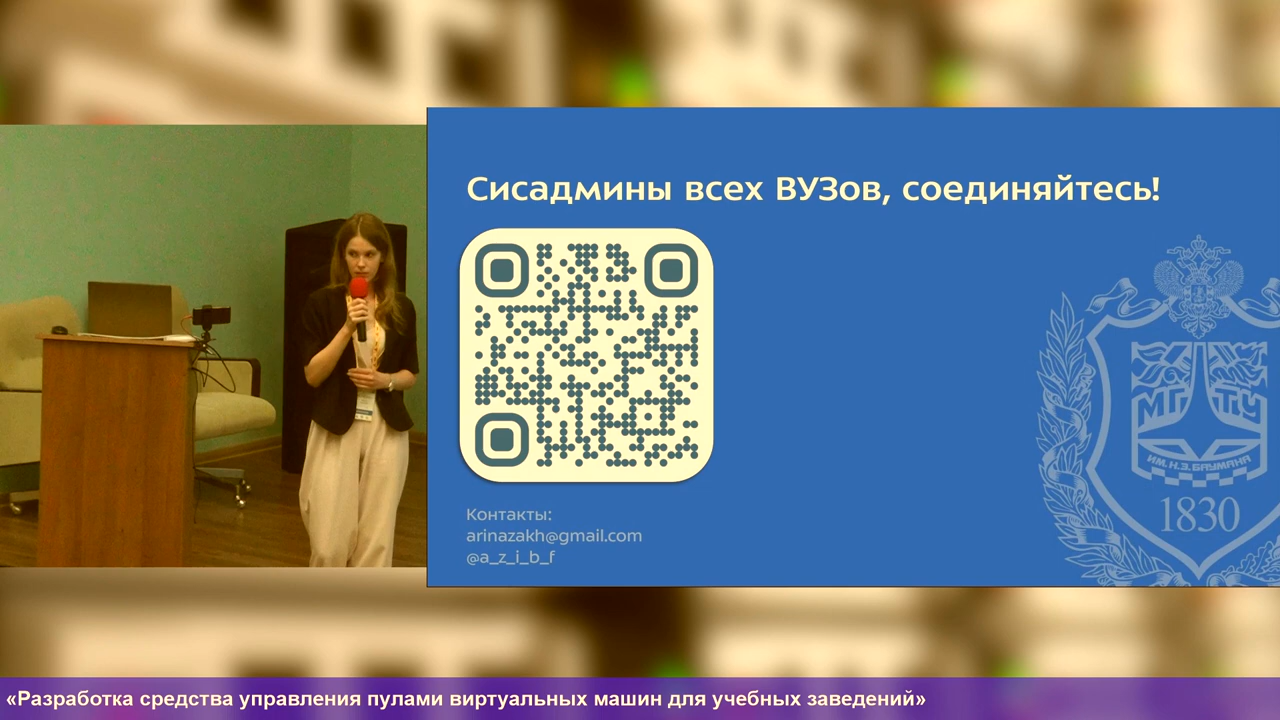 Сисадмины всех ВУЗов, соединяйтесь!
МГТУ
ИМ. Н.Э. БАУМАНА
1830
Контакты:
arinazakh@gmail.com
@a_z_i_b_f
«Разработка средства управления пулами виртуальных машин для учебных заведений»